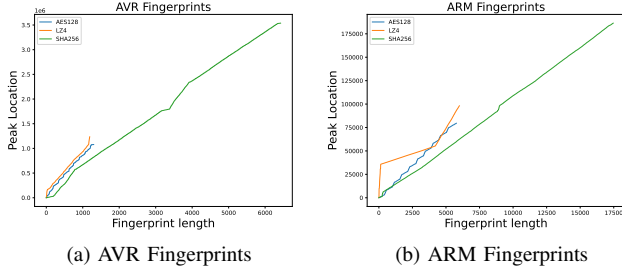 AVR Fingerprints
1e6
AES128
LZ4
SHA256
3.5
3.0
2.5
2.0
1.5
1.0
0.5
0.0
Peak Location
0 1000 2000 3000 4000 5000 6000
Fingerprint length
(a) AVR Fingerprints
ARM Fingerprints
AES128
LZ4
SHA256
175000
150000
125000
100000
75000
50000
25000
0
Peak Location
0 2500 5000 7500 10000 12500 15000 17500
Fingerprint length
(b) ARM Fingerprints